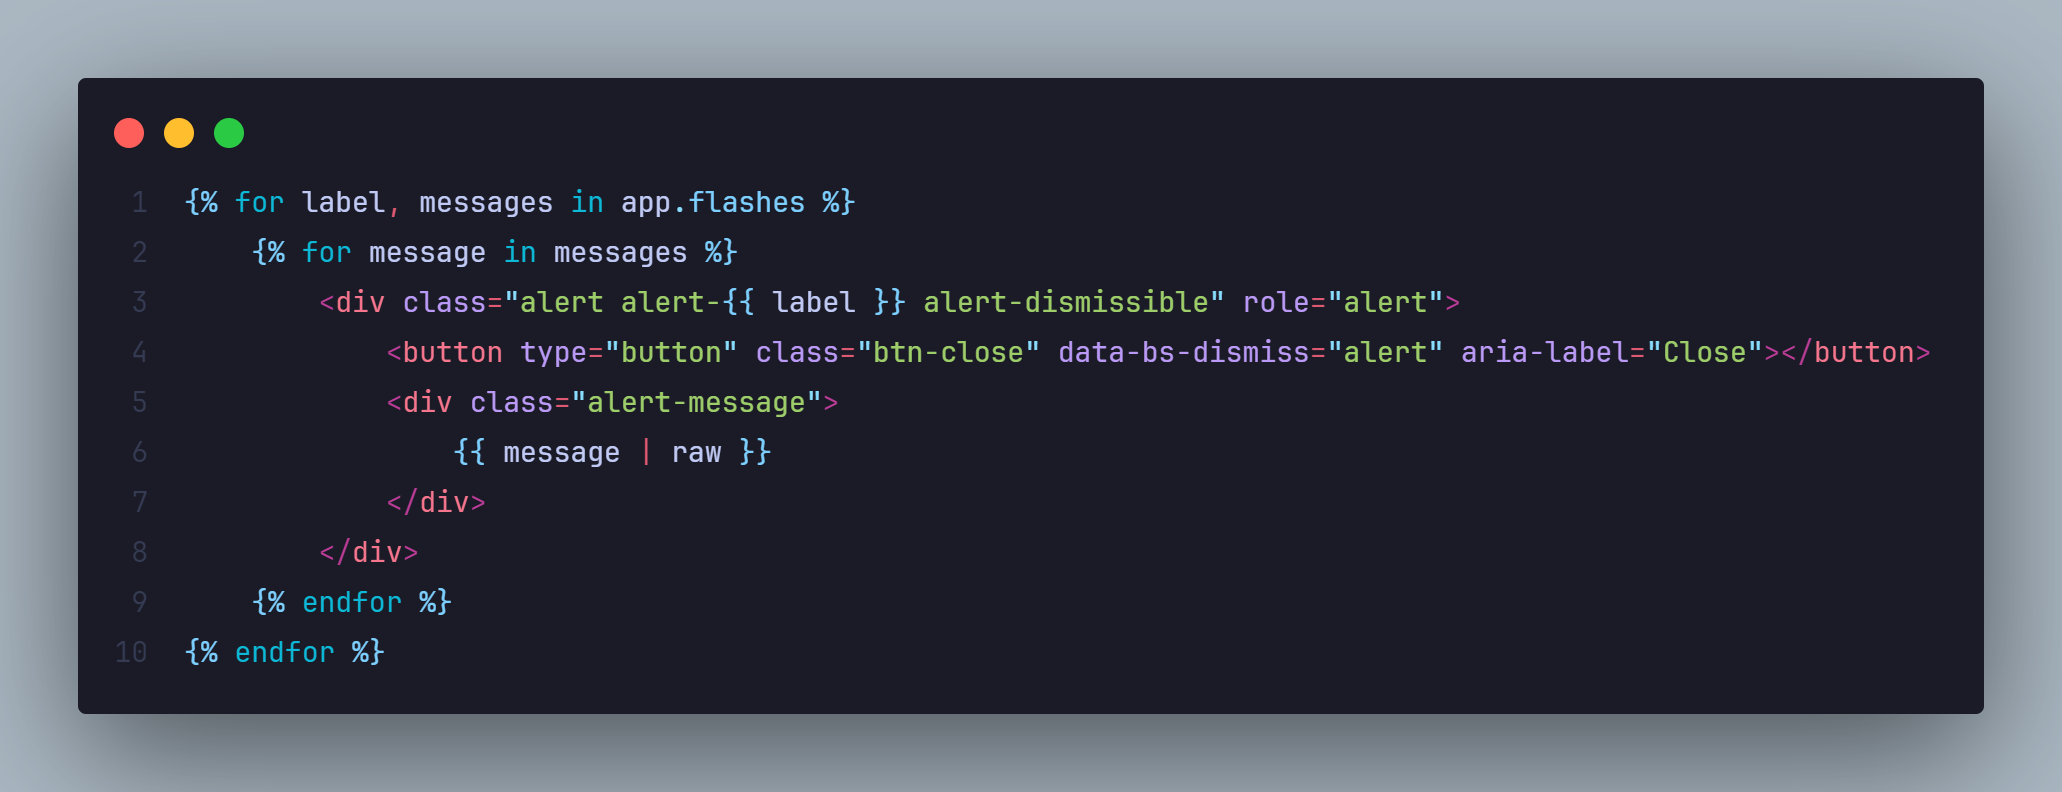 1 {% for label, messages in app.flashes %}
2     {% for message in messages %}
3         <div class="alert alert-{{ label }} alert-dismissible" role="alert">
4             <button type="button" class="btn-close" data-bs-dismiss="alert" aria-label="Close"></button>
5             <div class="alert-message">
6                 {{ message | raw }}
7             </div>
8         </div>
9     {% endfor %}
10 {% endfor %}